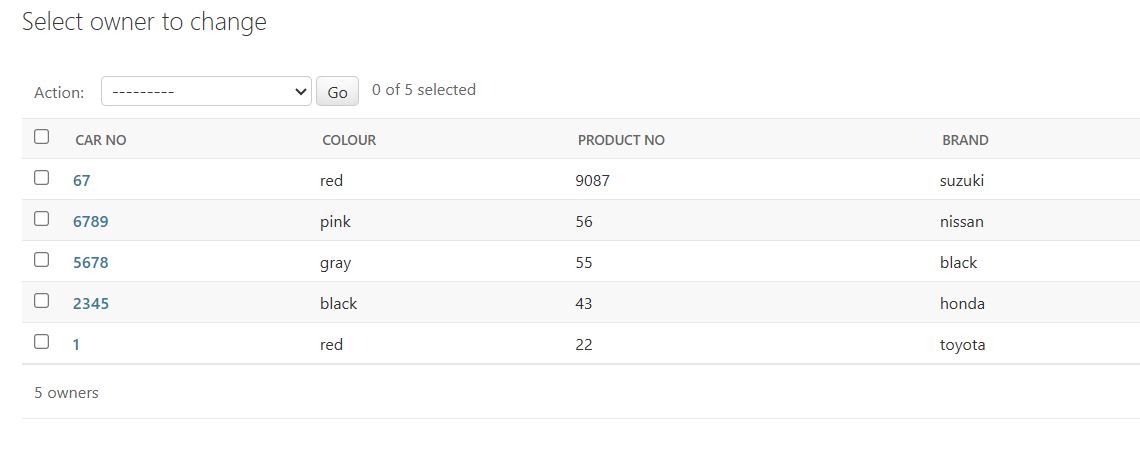 Select owner to change
Action: --------- Go 0 of 5 selected
CAR NO COLOUR PRODUCT NO BRAND
67 red 9087 suzuki
6789 pink 56 nissan
5678 gray 55 black
2345 black 43 honda
1 red 22 toyota
5 owners